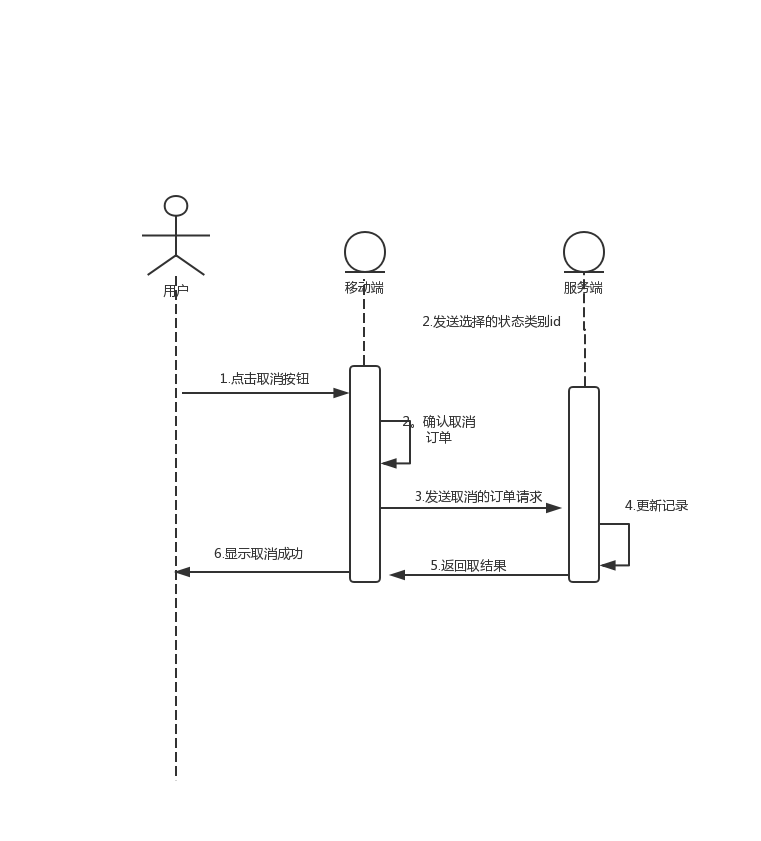 用户
移动端
服务端
2.发送选择的状态类别id
1.点击取消按钮
2。确认取消
订单
3.发送取消的订单请求
4.更新记录
6.显示取消成功
5.返回取结果